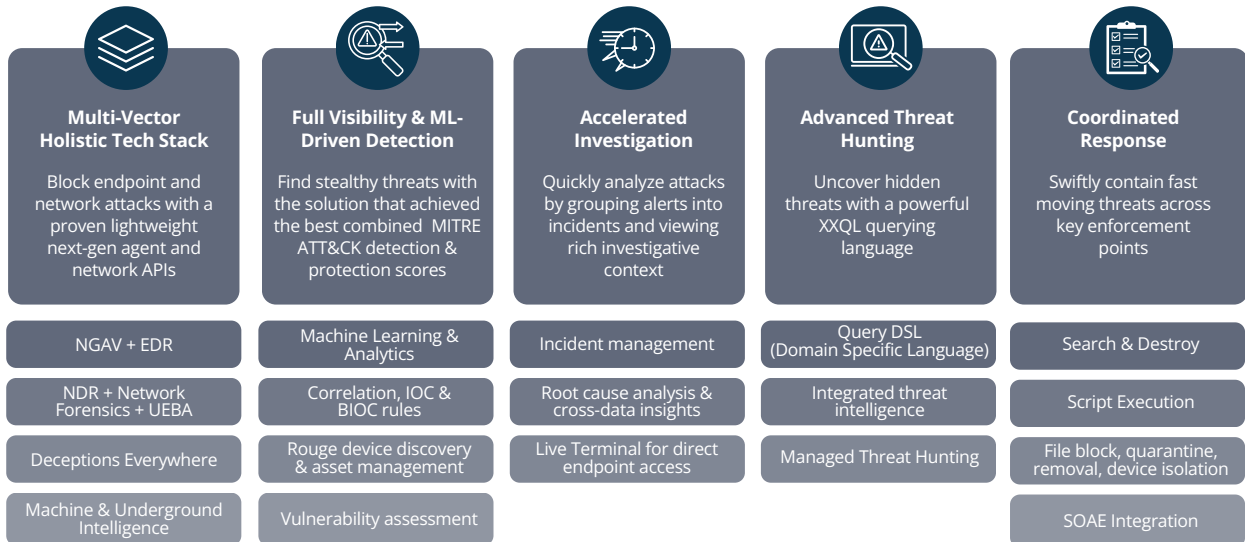 Multi-Vector
Holistic Tech Stack
Block endpoint and
network attacks with a
proven lightweight
next-gen agent and
network APIs
NGAV + EDR
NDR + Network
Forensics + UEBA
Deceptions Everywhere
Machine & Underground
Intelligence
Full Visibility & ML-
Driven Detection
Find stealthy threats with
the solution that achieved
the best combined MITRE
ATT&CK detection &
protection scores
Machine Learning &
Analytics
Correlation, IOC &
BIOC rules
Rouge device discovery
& asset management
Vulnerability assessment
Accelerated
Investigation
Quickly analyze attacks
by grouping alerts into
incidents and viewing
rich investigative
context
Incident management
Root cause analysis &
cross-data insights
Live Terminal for direct
endpoint access
Advanced Threat
Hunting
Uncover hidden
threats with a powerful
XXQL querying
language
Query DSL
(Domain Specific Language)
Integrated threat
intelligence
Managed Threat Hunting
Coordinated
Response
Swiftly contain fast
moving threats across
key enforcement
points
Search & Destroy
Script Execution
File block, quarantine,
removal, device isolation
SOAE Integration